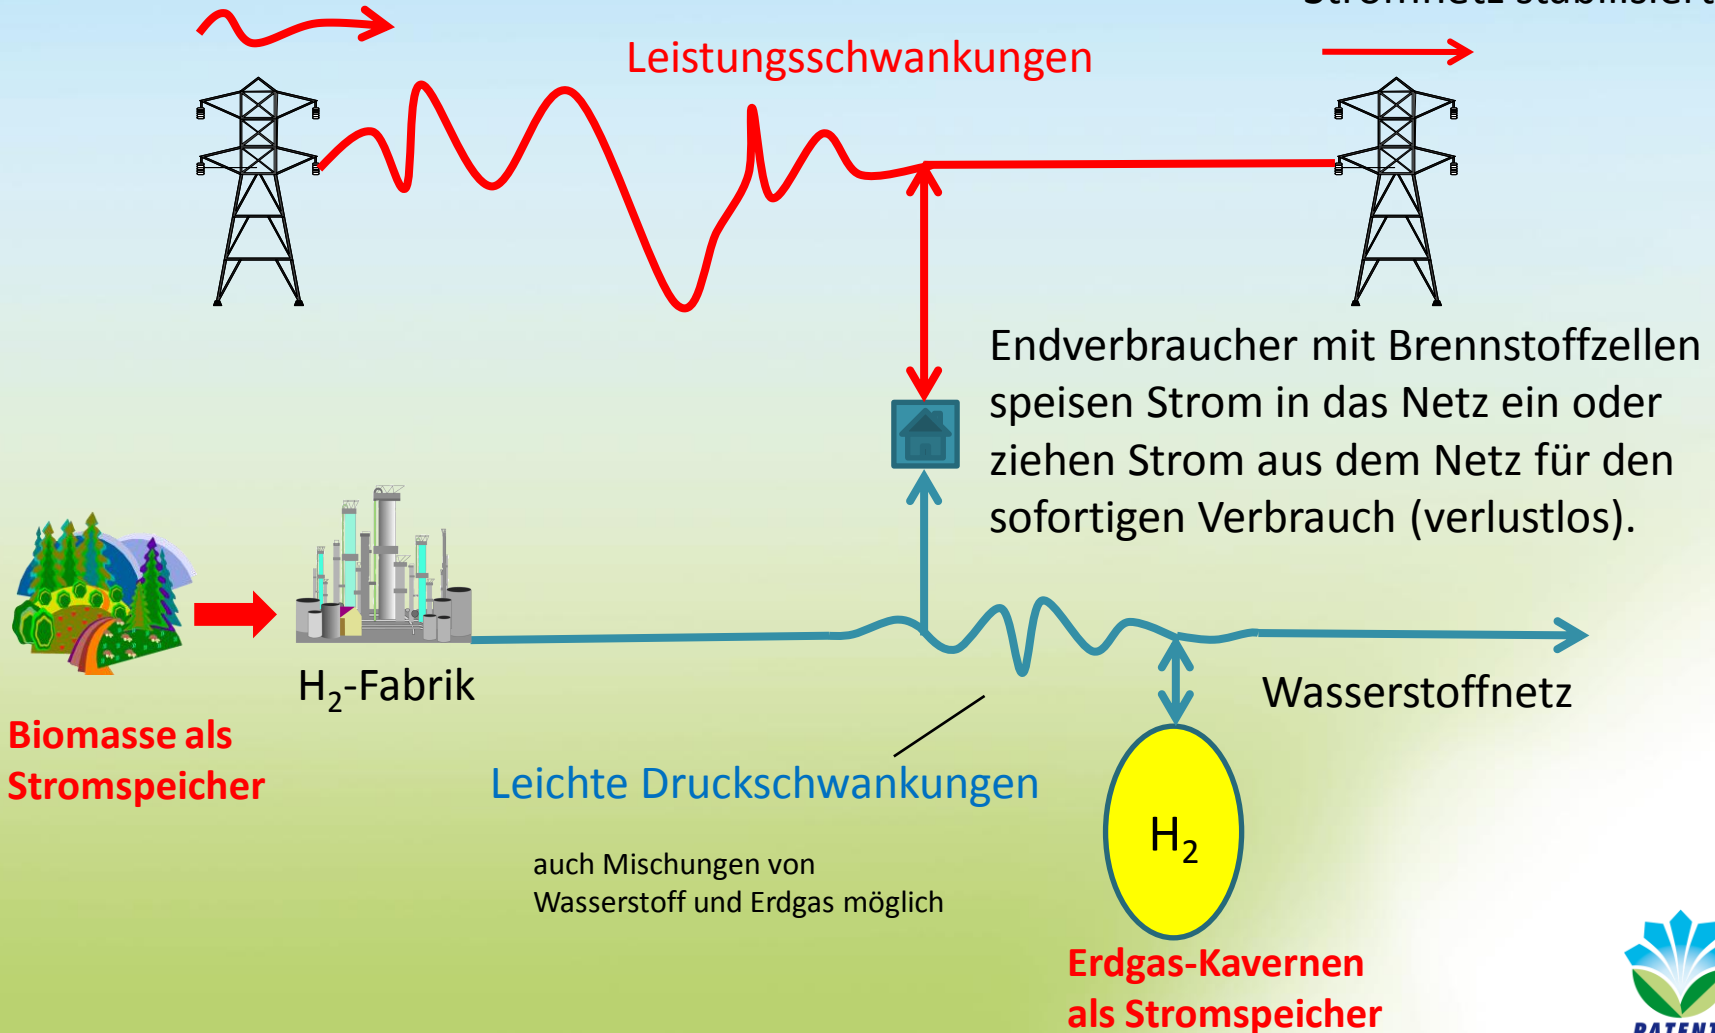 Stromnetz stabilisiert
Leistungsschwankungen
Endverbraucher mit Brennstoffzellen
speisen Strom in das Netz ein oder
ziehen Strom aus dem Netz für den
sofortigen Verbrauch (verlustlos).
H₂-Fabrik
Wasserstoffnetz
Biomasse als
Stromspeicher
Leichte Druckschwankungen
H₂
auch Mischungen von
Wasserstoff und Erdgas möglich
Erdgas-Kavernen
als Stromspeicher